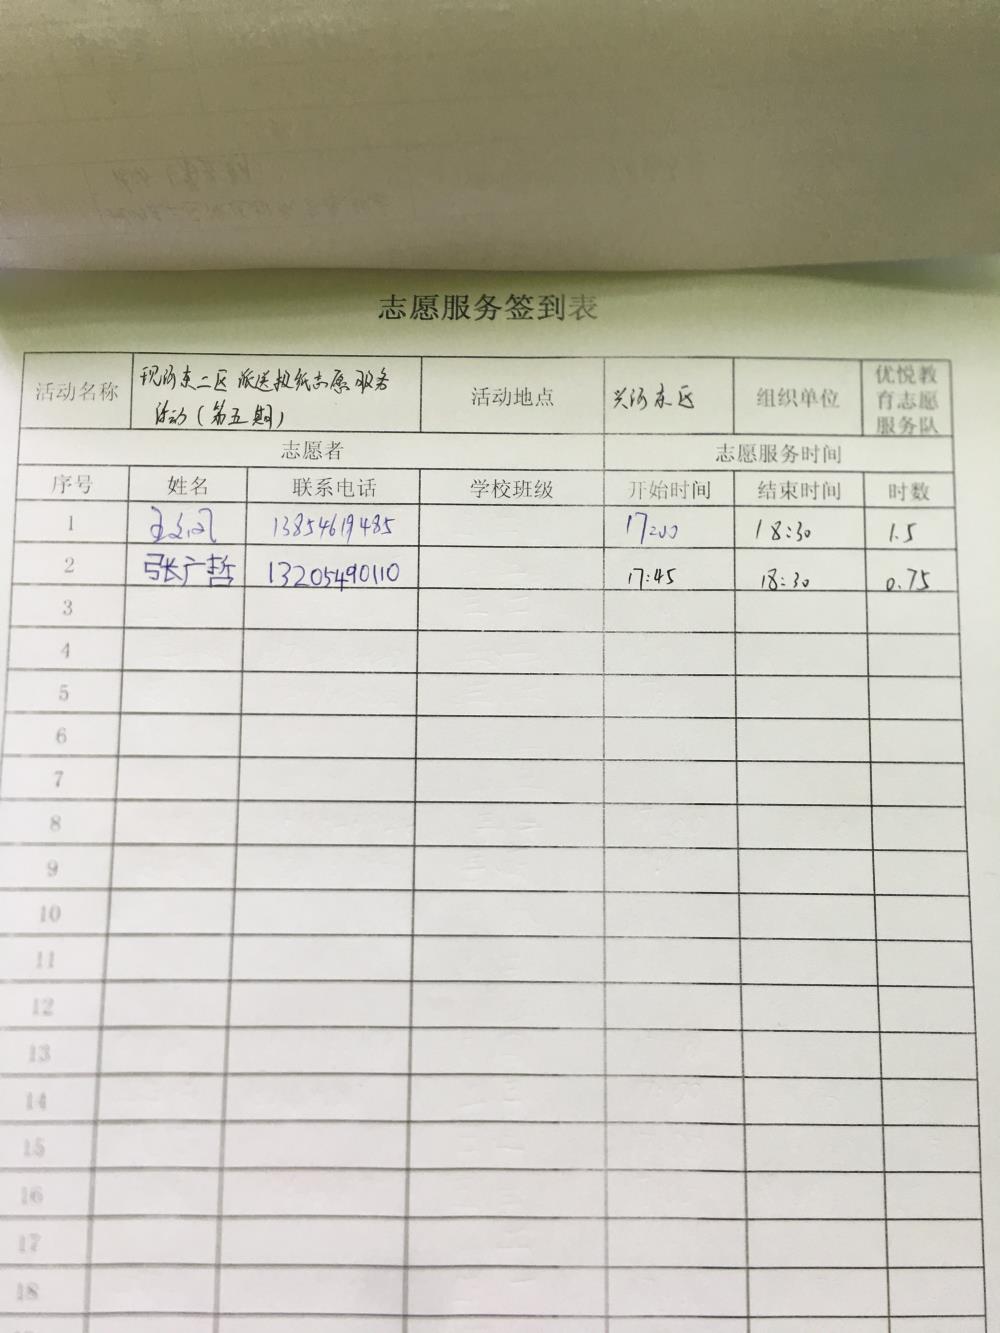 志愿服务签到表
活动名称 现河东二区派送报纸志愿服务 活动地点 兴河东区 组织单位 优悦教育志愿服务队
活动(第五期)
志愿者 志愿服务时间
序号 姓名 联系电话 学校班级 开始时间 结束时间 时数
1 13854619485 17:00 18:30 1.5
2 张广哲 13205490110 17:45 18:30 0.75
3
4
5
6
7
8
9
10
11
12
13
14
15
16
17
18